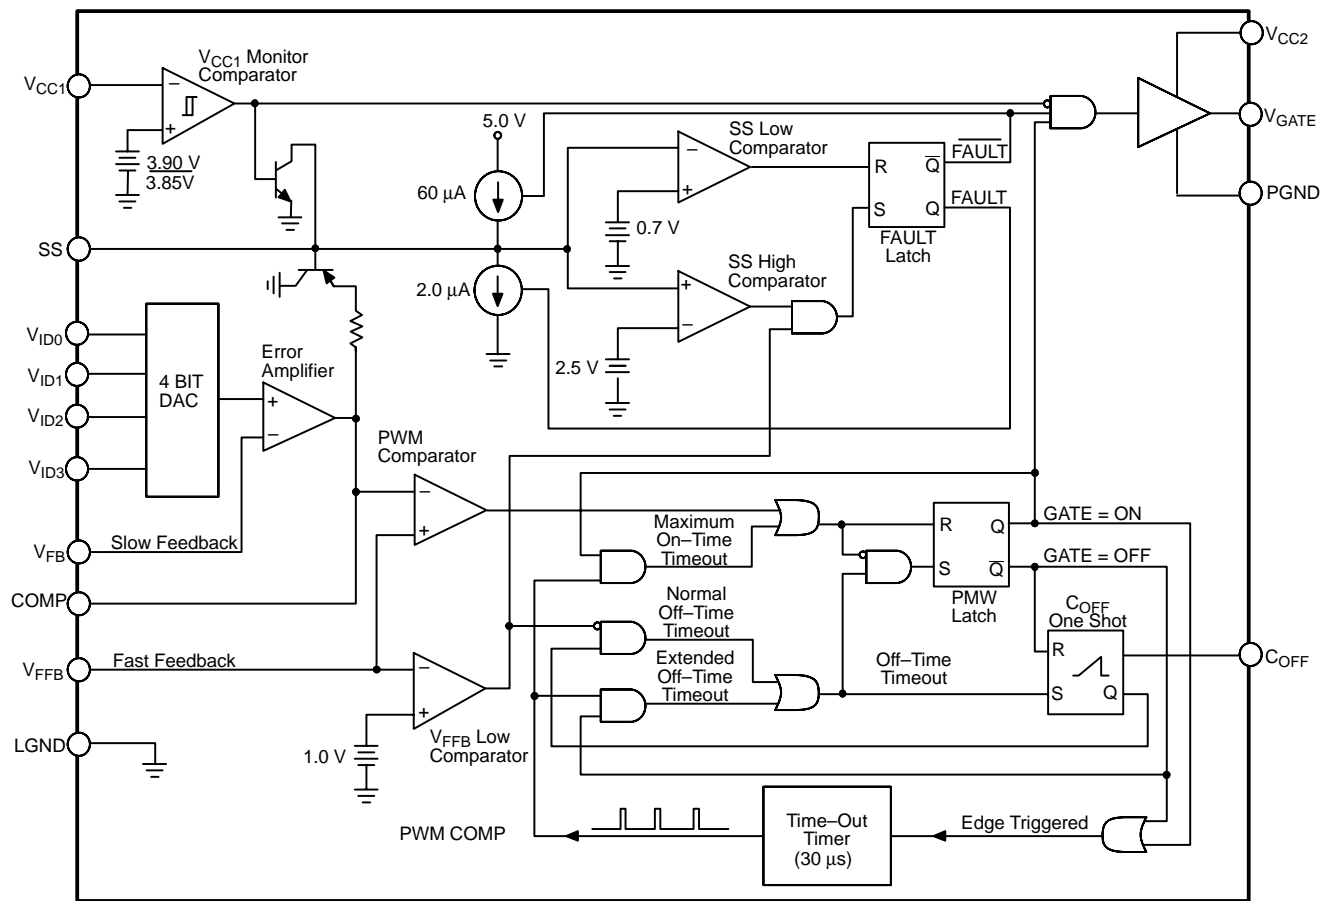 VCC1 Monitor
Comparator
VCC1
−
+
3.90 V
3.85V
5.0 V
60 μA
SS Low
Comparator
−
+
0.7 V
R
Q
S
Q
FAULT
FAULT
FAULT
Latch
VCC2
VGATE
PGND
SS
2.0 μA
SS High
Comparator
+
−
2.5 V
VID0
VID1
VID2
VID3
4 BIT
DAC
Error
Amplifier
+
−
PWM
Comparator
−
+
VFB
Slow Feedback
COMP
VFFB
Fast Feedback
LGND
Maximum
On–Time
Timeout
Normal
Off–Time
Timeout
Extended
Off–Time
Timeout
R
Q
S
Q
PMW
Latch
GATE = ON
GATE = OFF
COFF
One Shot
R
S
Q
COFF
Off–Time
Timeout
−
+
1.0 V
VFFB Low
Comparator
PWM COMP
Time–Out
Timer
(30 μs)
Edge Triggered